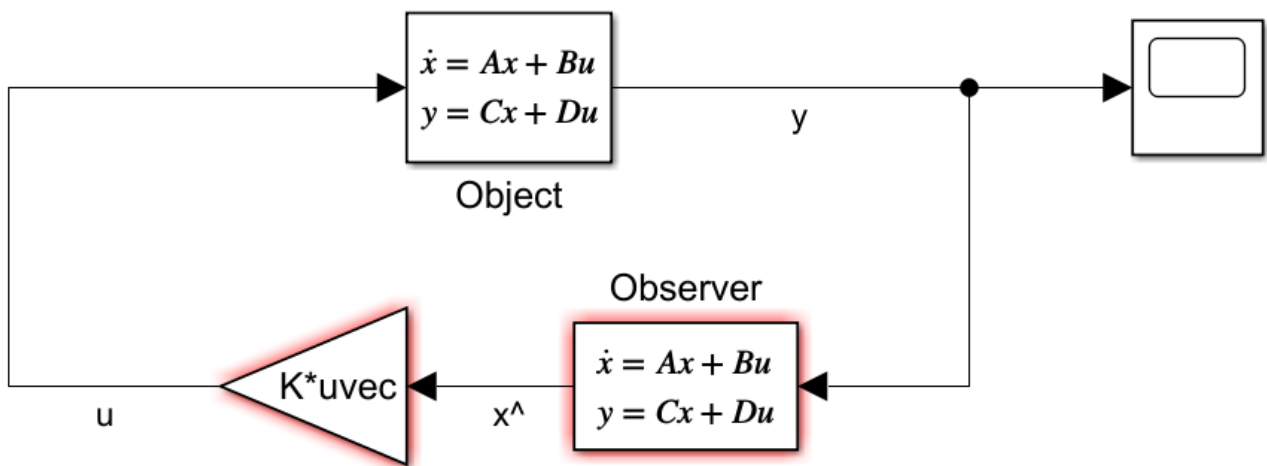 ẋ = Ax + Bu
y = Cx + Du
y
Object
Observer
ẋ = Ax + Bu
y = Cx + Du
K*uvec
x^
u